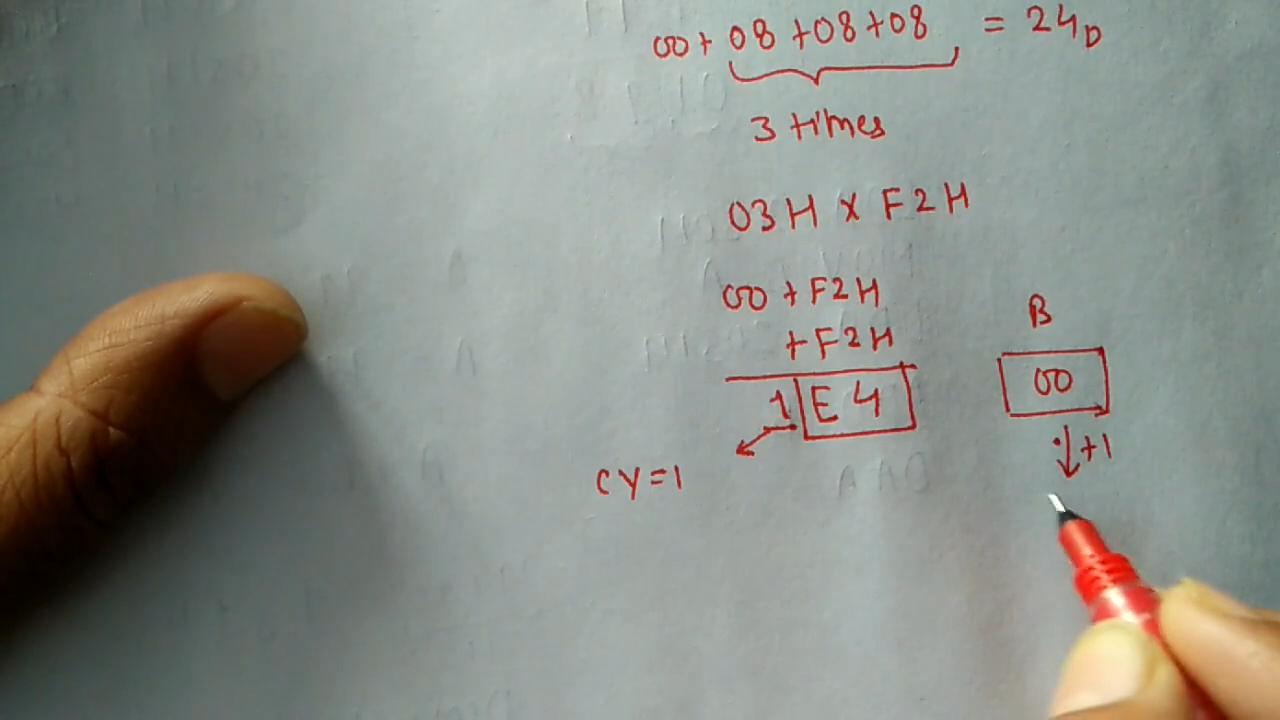 00 + 08 + 08 + 08 = 24D
3 times
03H x F2H
00 + F2H
+ F2H
1 E4
CY = 1
B
00
+1